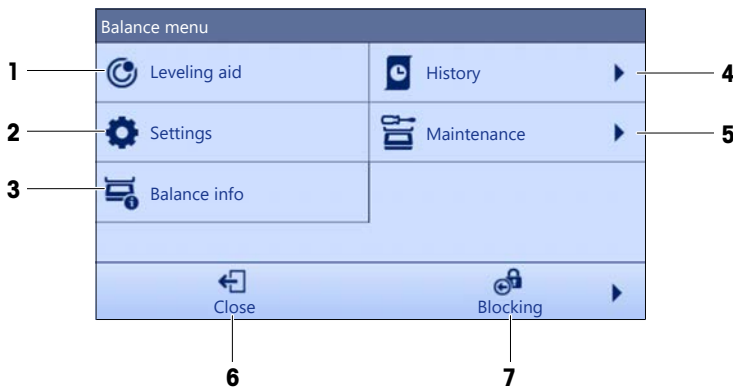 Balance menu
1 Leveling aid History 4
2 Settings Maintenance 5
3 Balance info
Close Blocking
6 7